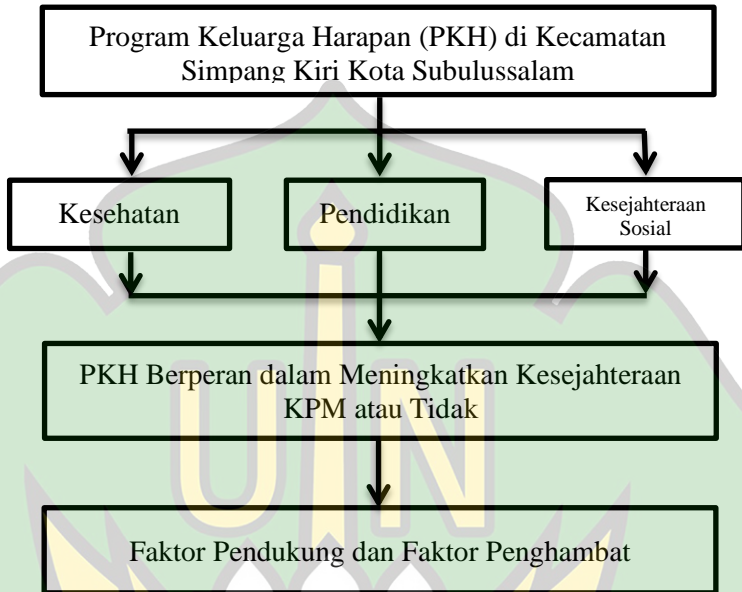 Program Keluarga Harapan (PKH) di Kecamatan
Simpang Kiri Kota Subulussalam
Kesehatan
Pendidikan
Kesejahteraan
Sosial
PKH Berperan dalam Meningkatkan Kesejahteraan
KPM atau Tidak
UIN
Faktor Pendukung dan Faktor Penghambat